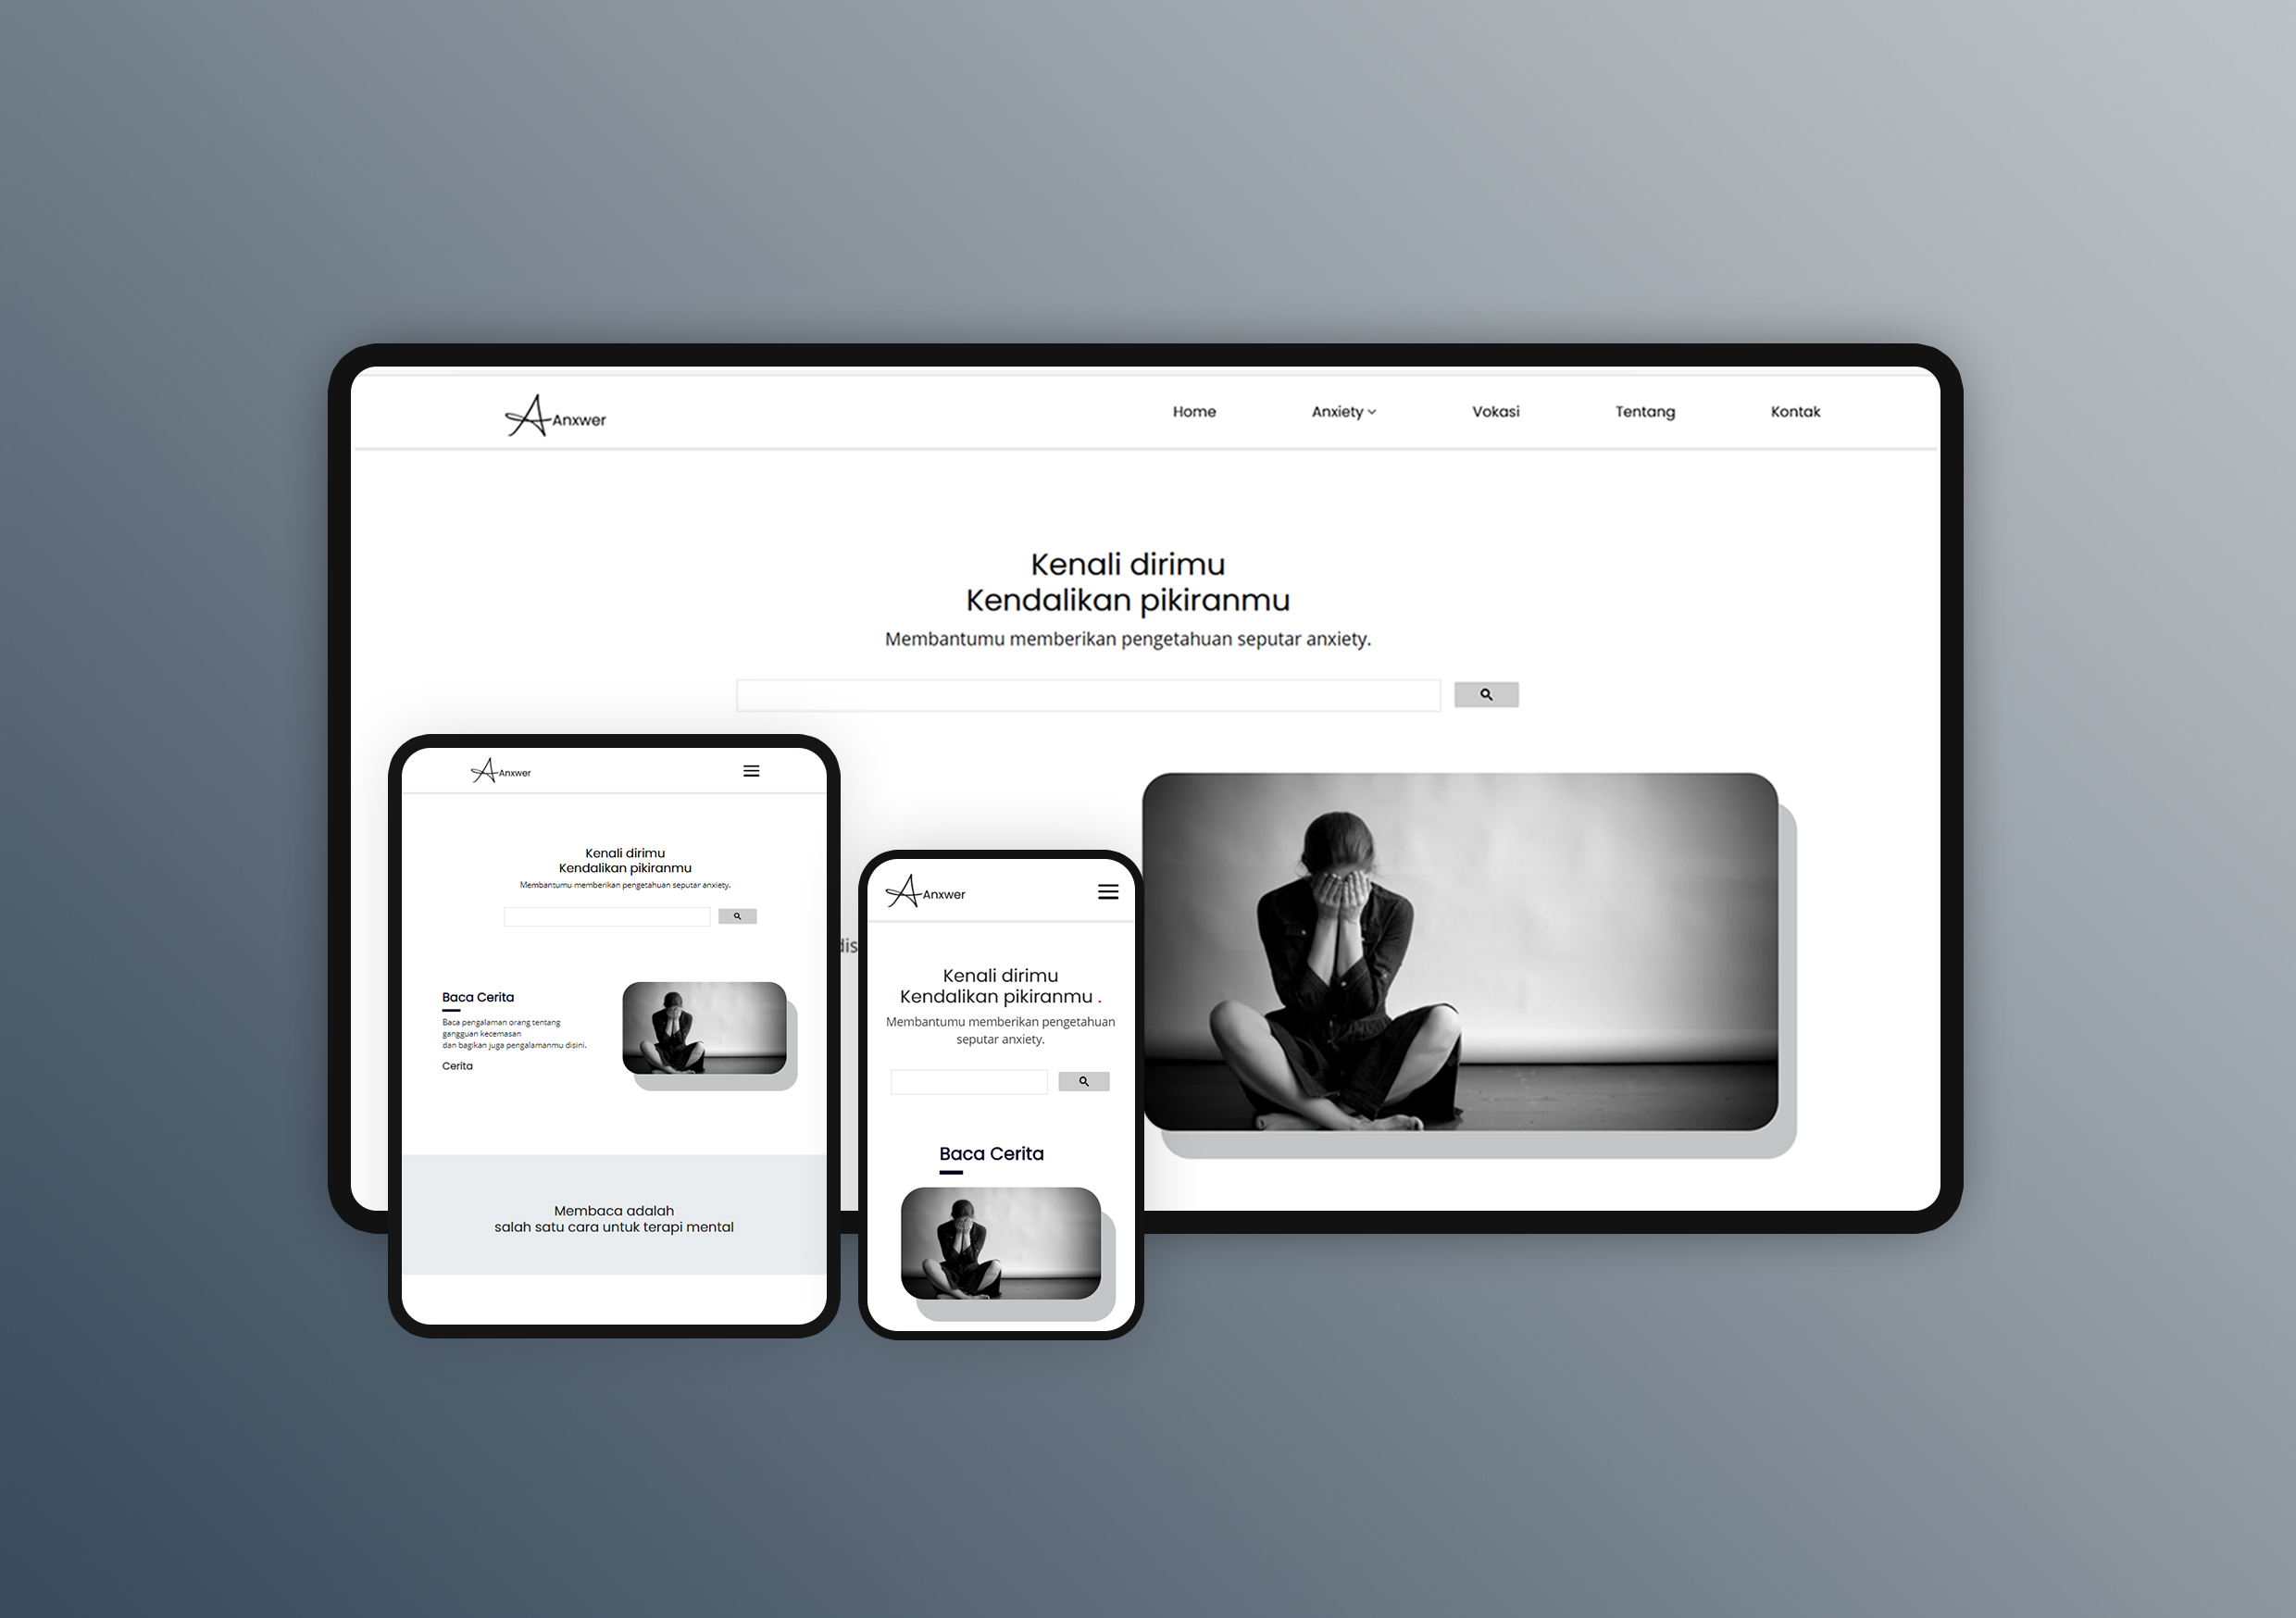 Anxwer
Home
Anxiety
Vokasi
Tentang
Kontak
Kenali dirimu
Kendalikan pikiranmu
Membantumu memberikan pengetahuan seputar anxiety.
Anxwer
Kenali dirimu
Kendalikan pikiranmu
Membantumu memberikan pengetahuan seputar anxiety.
Baca Cerita
Baca pengalaman orang tentang
gangguan kecemasan
dan bagikan juga pengalamanmu disini.
Cerita
Membaca adalah
salah satu cara untuk terapi mental
Anxwer
Kenali dirimu
Kendalikan pikiranmu .
Membantumu memberikan pengetahuan
seputar anxiety.
Baca Cerita